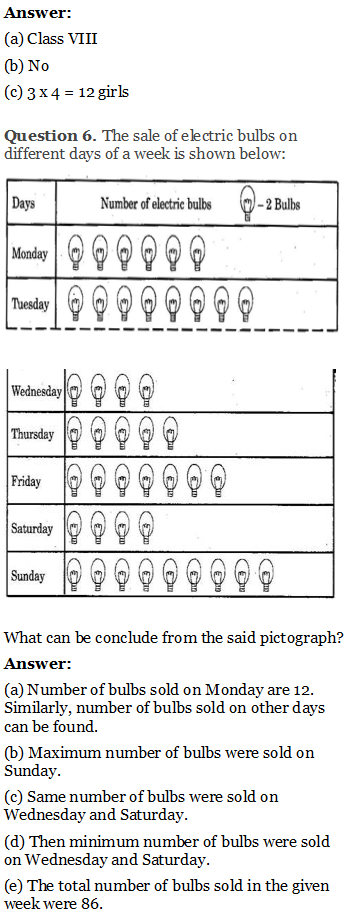 Answer:
(a) Class VIII
(b) No
(c) 3 x 4 = 12 girls
Question 6. The sale of electric bulbs on
different days of a week is shown below:
Days Number of electric bulbs - 2 Bulbs
Monday
Tuesday
Wednesday
Thursday
Friday
Saturday
Sunday
What can be conclude from the said pictograph?
Answer:
(a) Number of bulbs sold on Monday are 12.
Similarly, number of bulbs sold on other days
can be found.
(b) Maximum number of bulbs were sold on
Sunday.
(c) Same number of bulbs were sold on
Wednesday and Saturday.
(d) Then minimum number of bulbs were sold
on Wednesday and Saturday.
(e) The total number of bulbs sold in the given
week were 86.